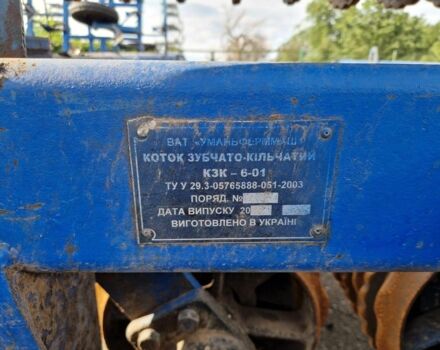 ВАТ "УМАНЬФЕРММАШ"
КОТОК ЗУБЧАТО-КІЛЬЧАТИЙ
КЗК – 6-01
ТУ У 29.3-05765888-051-2003
ПОРЯД. №
ДАТА ВИПУСКУ 20
ВИГОТОВЛЕНО В УКРАЇНІ